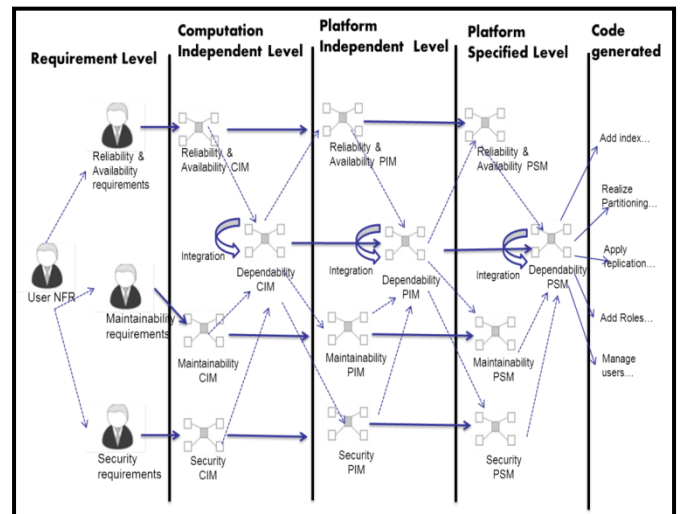 Requirement Level
Computation
Independent Level
Platform
Independent Level
Platform
Specified Level
Code
generated
Reliability &
Availability
requirements
Reliability &
Availability CIM
Reliability &
Availability PIM
Reliability &
Availability PSM
Add index...
Realize
Partitioning...
User NFR
Integration
Dependability
CIM
Integration
Dependability
PIM
Integration
Dependability
PSM
Apply
replication...
Maintainability
requirements
Maintainability
CIM
Maintainability
PIM
Maintainability
PSM
Add Roles...
Manage
users...
Security
requirements
Security
CIM
Security
PIM
Security
PSM